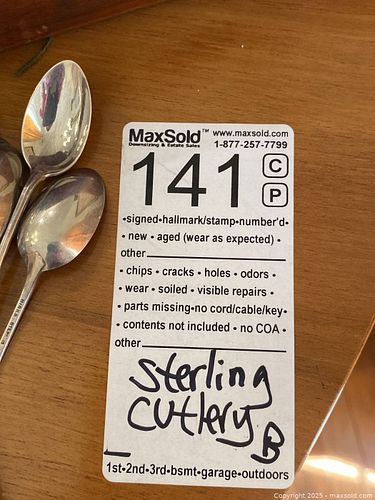 MaxSold™ www.maxsold.com
Downsizing & Estate Sales 1-877-257-7799
141 C
P
•signed•hallmark/stamp•number'd•
• new • aged (wear as expected) •
other
• chips • cracks • holes • odors •
• wear • soiled • visible repairs •
• parts missing•no cord/cable/key•
• contents not included • no COA •
other
Sterling
Cutlery
B
1st•2nd•3rd•bsmt•garage•outdoors
Copyright 2025 - maxsold.com